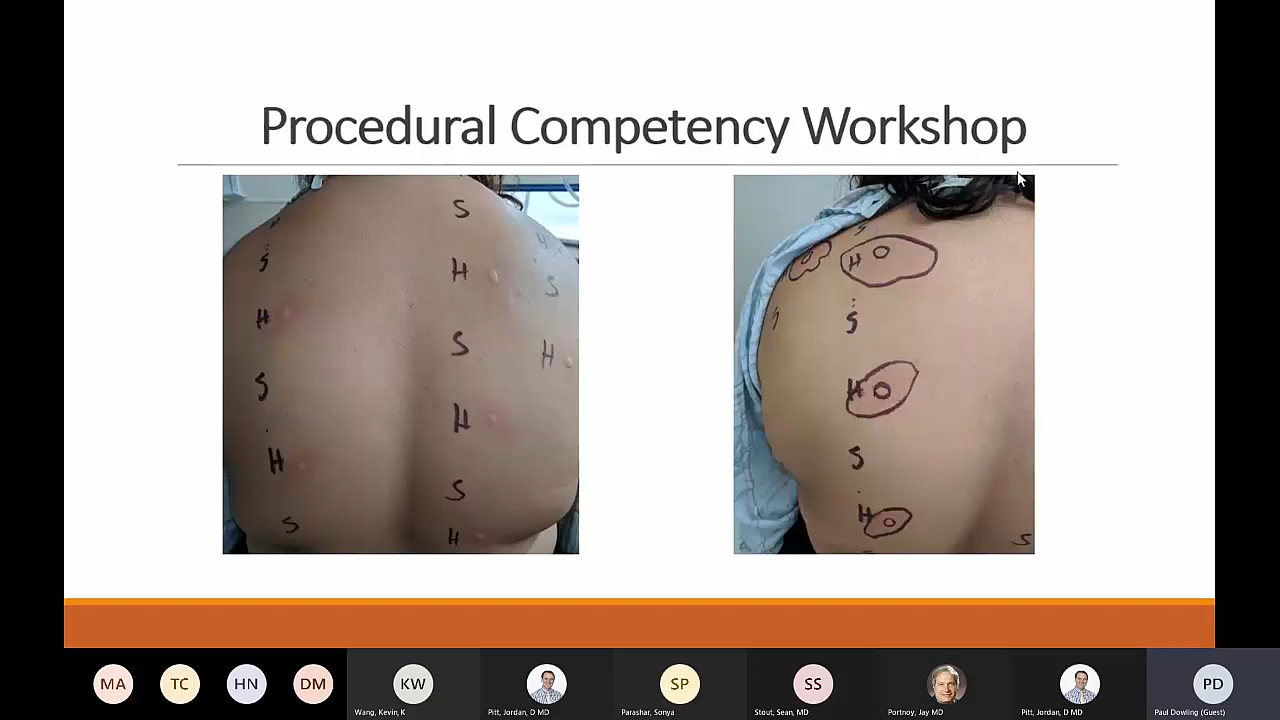 Procedural Competency Workshop
S
H
S
H
S
H
S
H
S
H
S
H
S
H
S
H
S
H
S
H
S
S
MA
TC
HN
DM
KW
SP
SS
PD
Wang, Kevin, K
Pitt, Jordan, D MD
Parashar, Sonya
Stout, Sean, MD
Portnoy, Jay MD
Pitt, Jordan, D MD
Paul Dowling (Guest)